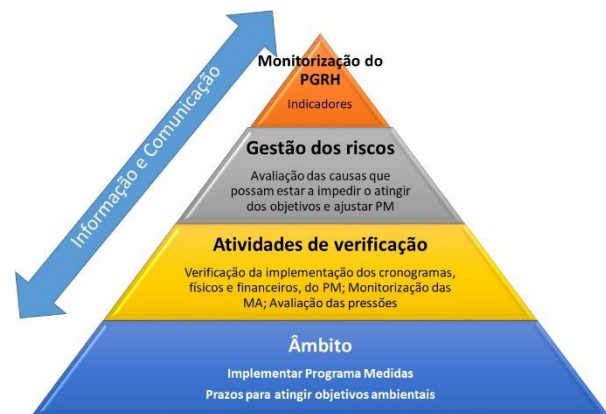 Informação e Comunicação
Monitorização do
PGRH
Indicadores
Gestão dos riscos
Avaliação das causas que
possam estar a impedir o atingir
dos objetivos e ajustar PM
Atividades de verificação
Verificação da implementação dos cronogramas,
físicos e financeiros, do PM; Monitorização das
MA; Avaliação das pressões
Âmbito
Implementar Programa Medidas
Prazos para atingir objetivos ambientais